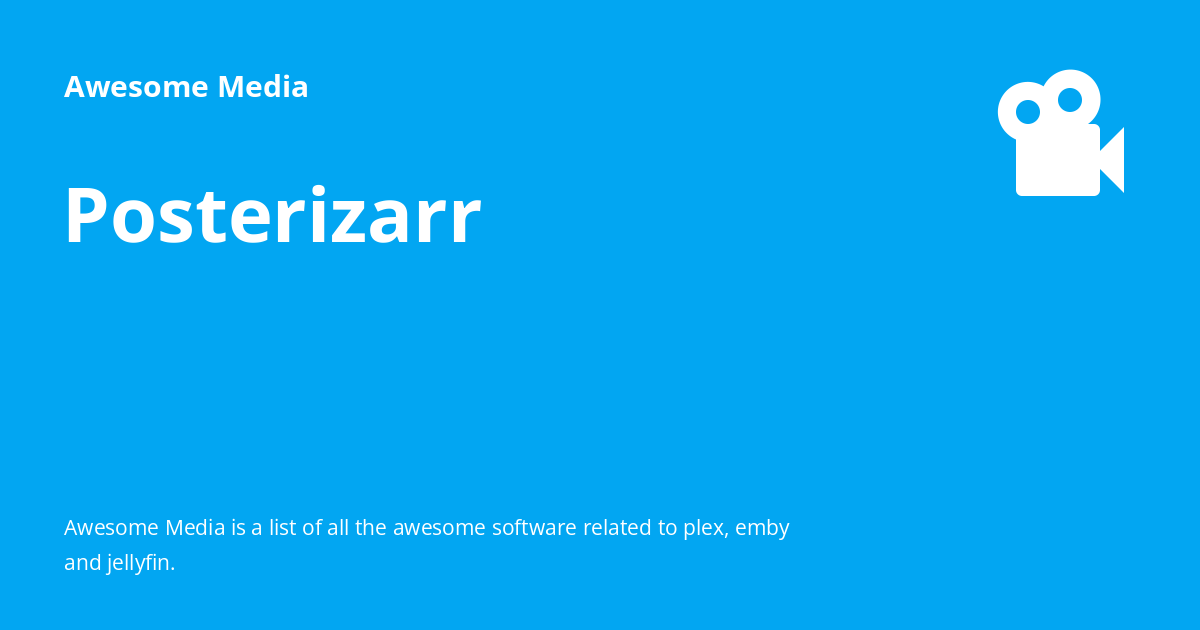 Awesome Media
Posterizarr
Awesome Media is a list of all the awesome software related to plex, emby
and jellyfin.